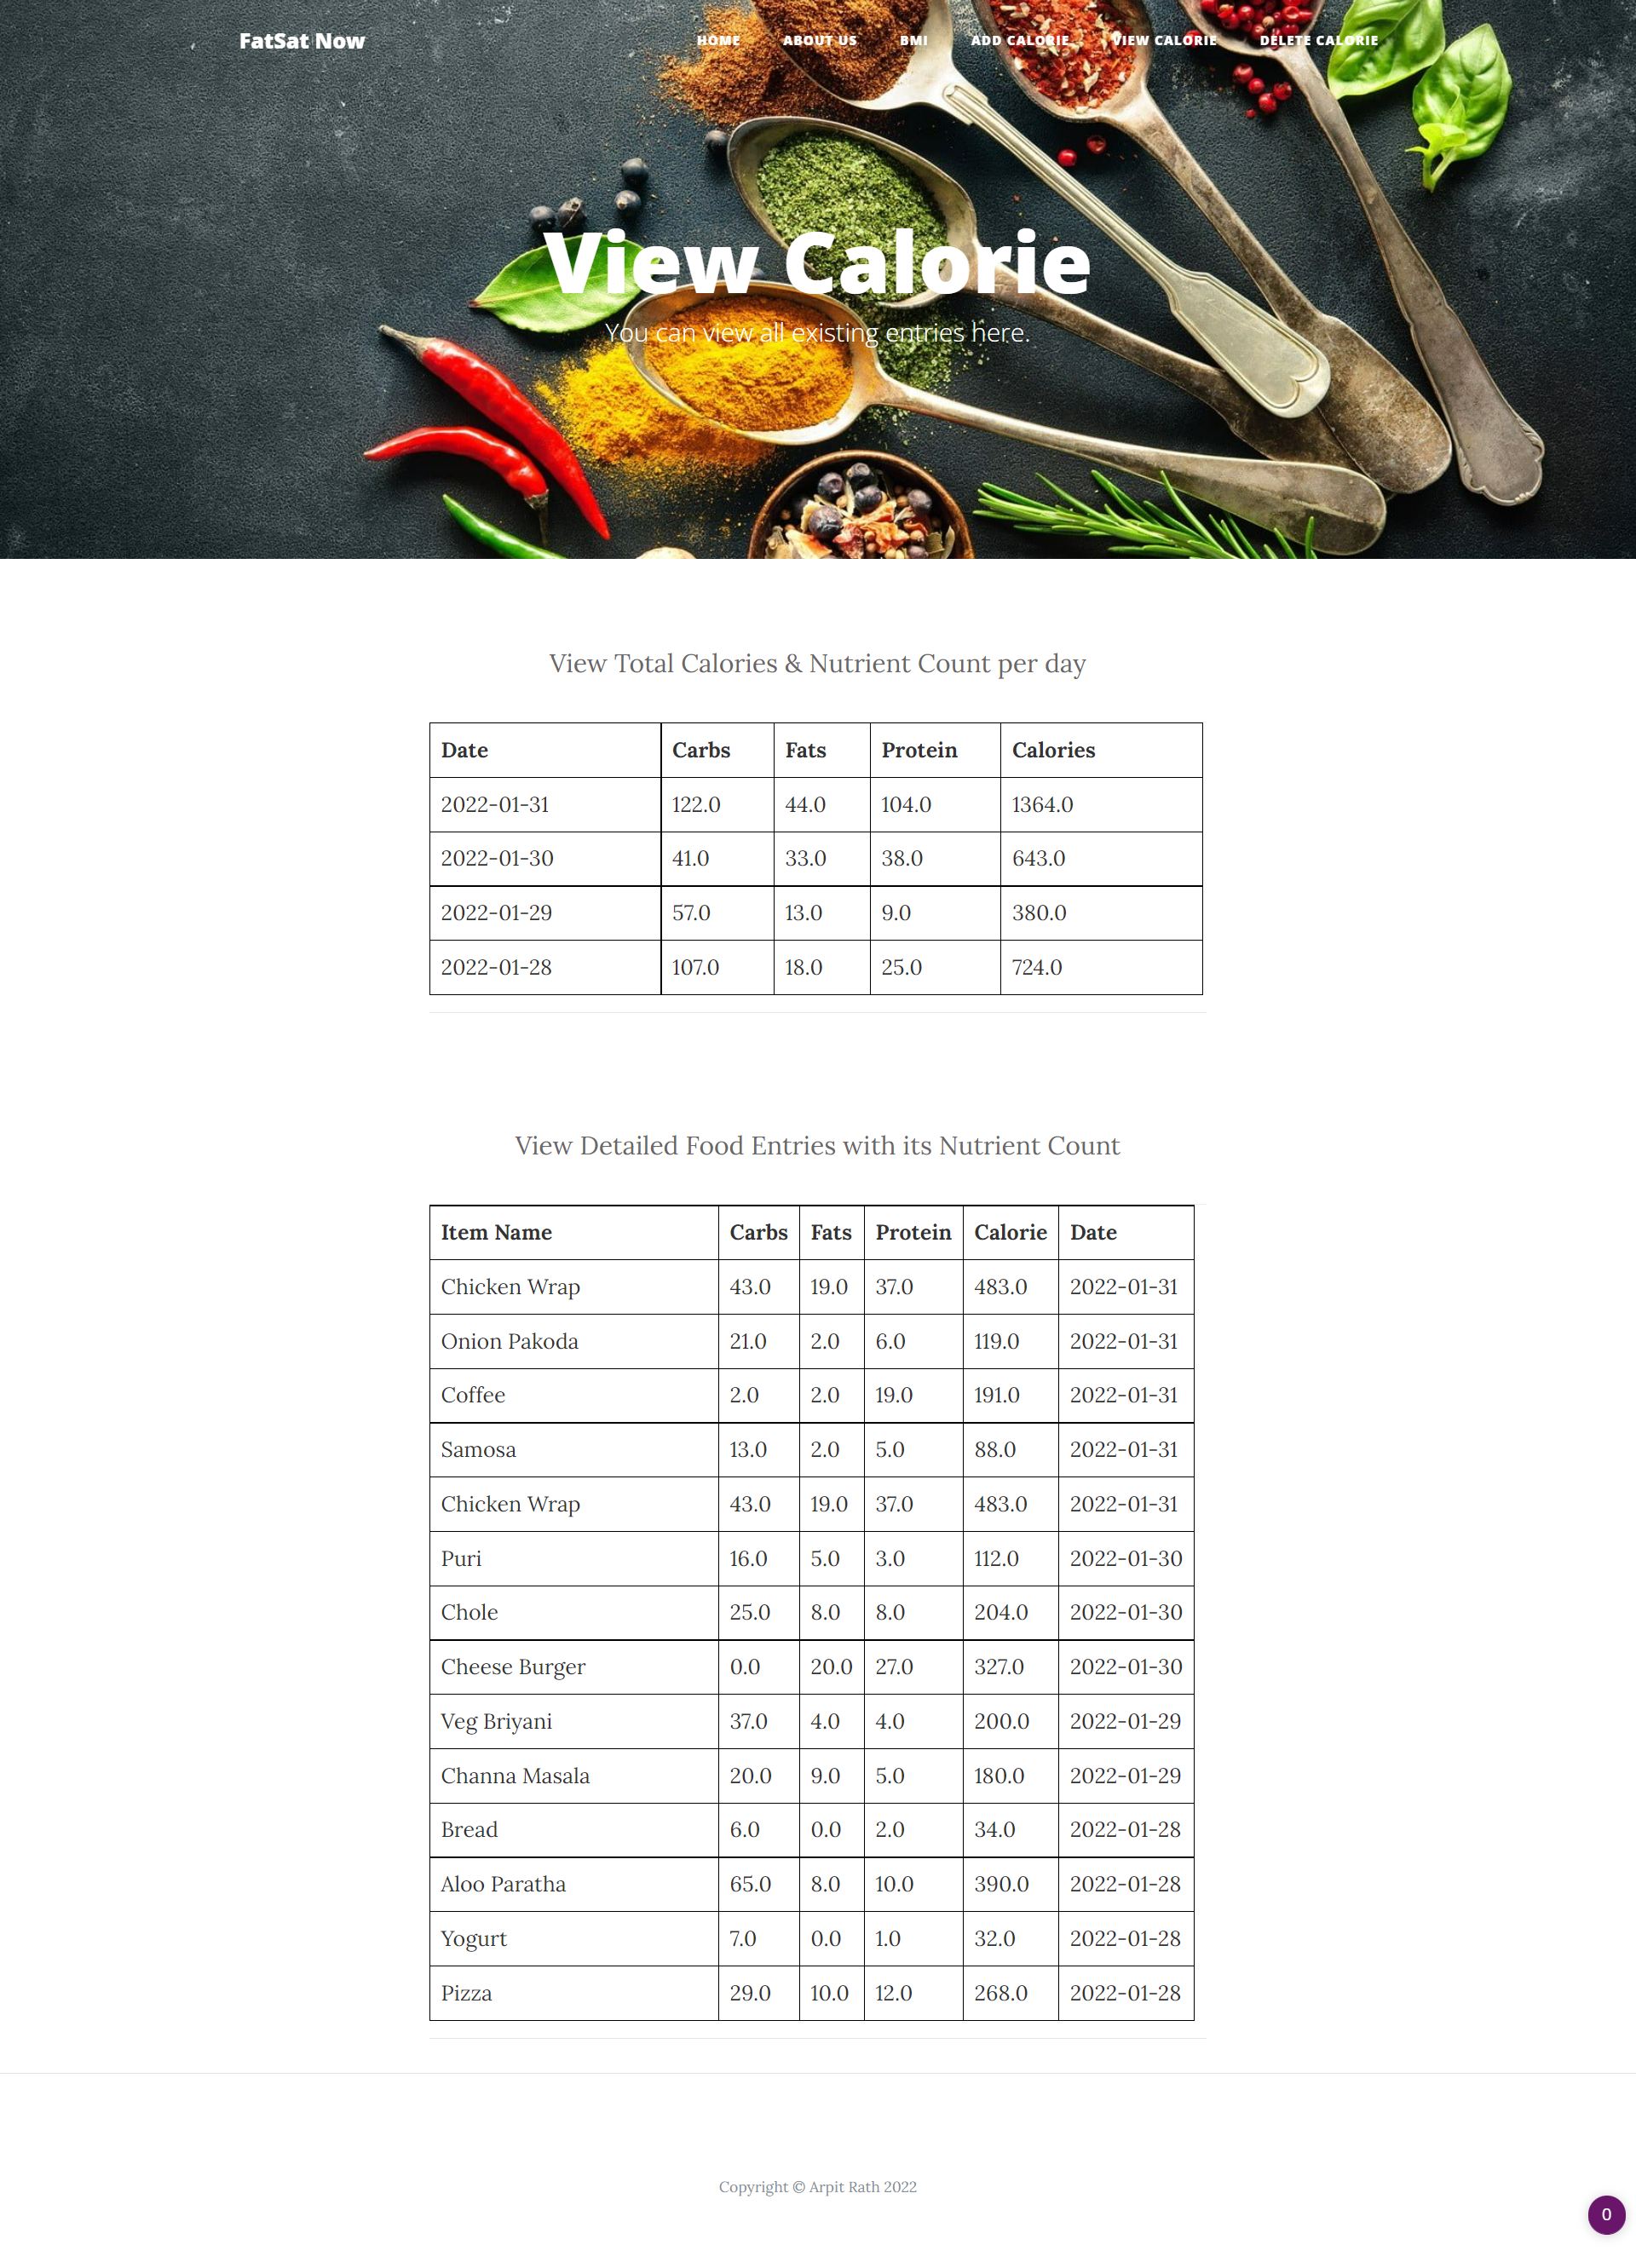 FatSat Now HOME ABOUT US BMI ADD CALORIE VIEW CALORIE DELETE CALORIE
View Calorie
You can view all existing entries here.
View Total Calories & Nutrient Count per day
Date Carbs Fats Protein Calories
2022-01-31 122.0 44.0 104.0 1364.0
2022-01-30 41.0 33.0 38.0 643.0
2022-01-29 57.0 13.0 9.0 380.0
2022-01-28 107.0 18.0 25.0 724.0
View Detailed Food Entries with its Nutrient Count
Item Name Carbs Fats Protein Calorie Date
Chicken Wrap 43.0 19.0 37.0 483.0 2022-01-31
Onion Pakoda 21.0 2.0 6.0 119.0 2022-01-31
Coffee 2.0 2.0 19.0 191.0 2022-01-31
Samosa 13.0 2.0 5.0 88.0 2022-01-31
Chicken Wrap 43.0 19.0 37.0 483.0 2022-01-31
Puri 16.0 5.0 3.0 112.0 2022-01-30
Chole 25.0 8.0 8.0 204.0 2022-01-30
Cheese Burger 0.0 20.0 27.0 327.0 2022-01-30
Veg Briyani 37.0 4.0 4.0 200.0 2022-01-29
Channa Masala 20.0 9.0 5.0 180.0 2022-01-29
Bread 6.0 0.0 2.0 34.0 2022-01-28
Aloo Paratha 65.0 8.0 10.0 390.0 2022-01-28
Yogurt 7.0 0.0 1.0 32.0 2022-01-28
Pizza 29.0 10.0 12.0 268.0 2022-01-28
Copyright © Arpit Rath 2022
0